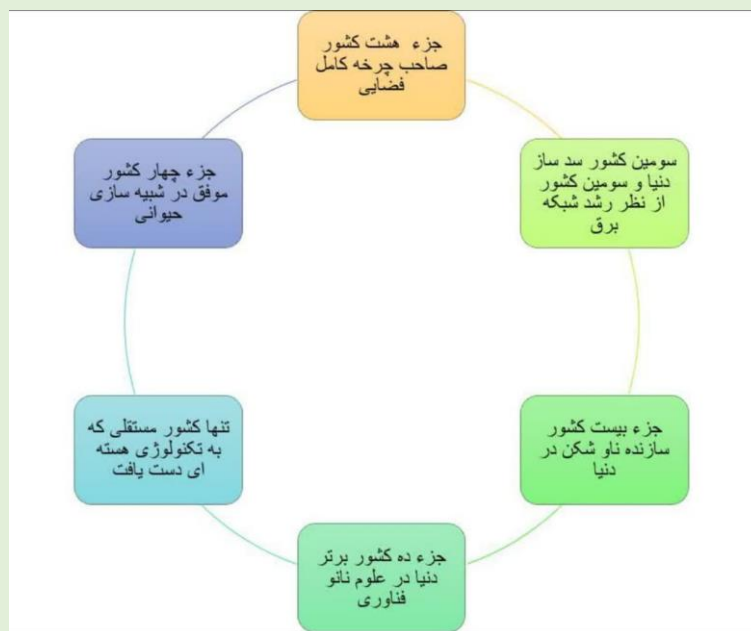 جزء هشت کشور
صاحب چرخه کامل
فضایی
سومین کشور سد ساز
دنیا و سومین کشور
از نظر رشد شبکه
برق
جزء بیست کشور
سازنده ناو شکن در
دنیا
جزء ده کشور برتر
دنیا در علوم نانو
فناوری
تنها کشور مستقلی که
به تکنولوژی هسته
ای دست یافت
جزء چهار کشور
موفق در شبیه سازی
حیوانی